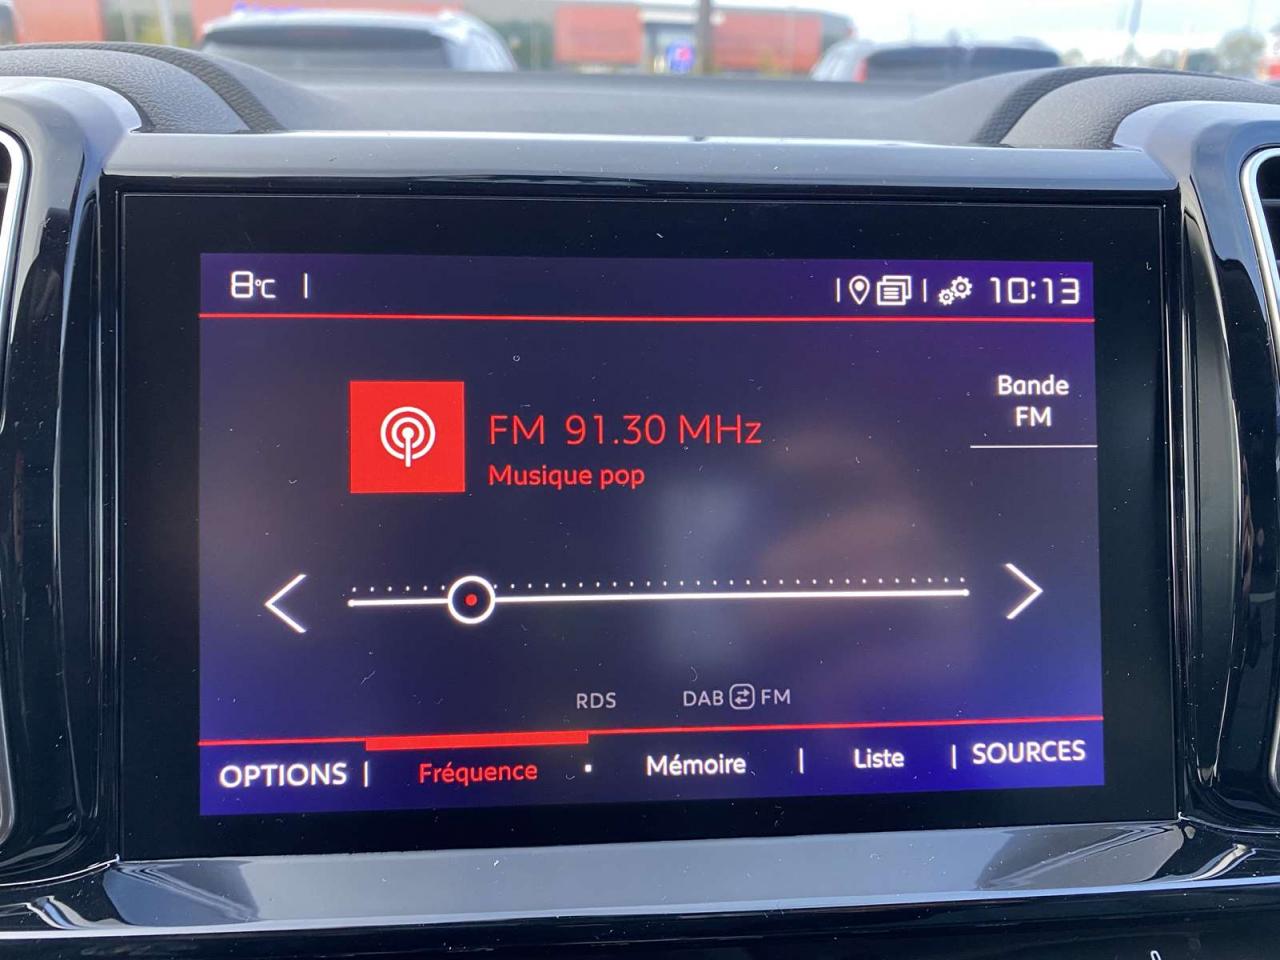 8°C
10:13
Bande
FM
FM 91.30 MHz
Musique pop
RDS DAB FM
OPTIONS Fréquence Mémoire Liste SOURCES